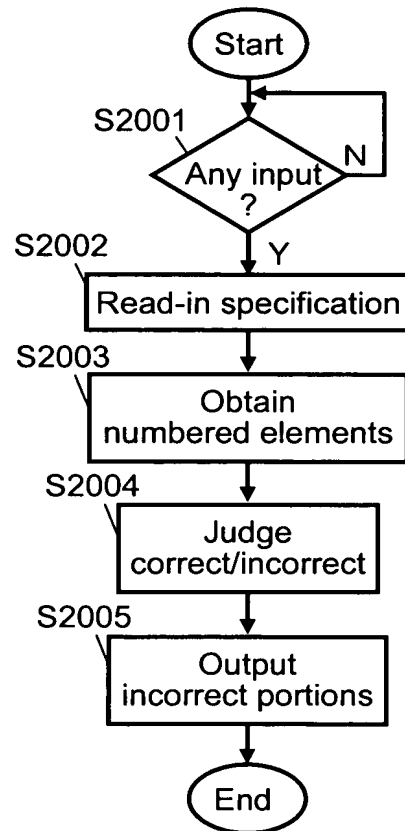 Start
S2001
Any input
?
N
Y
S2002
Read-in specification
S2003
Obtain
numbered elements
S2004
Judge
correct/incorrect
S2005
Output
incorrect portions
End